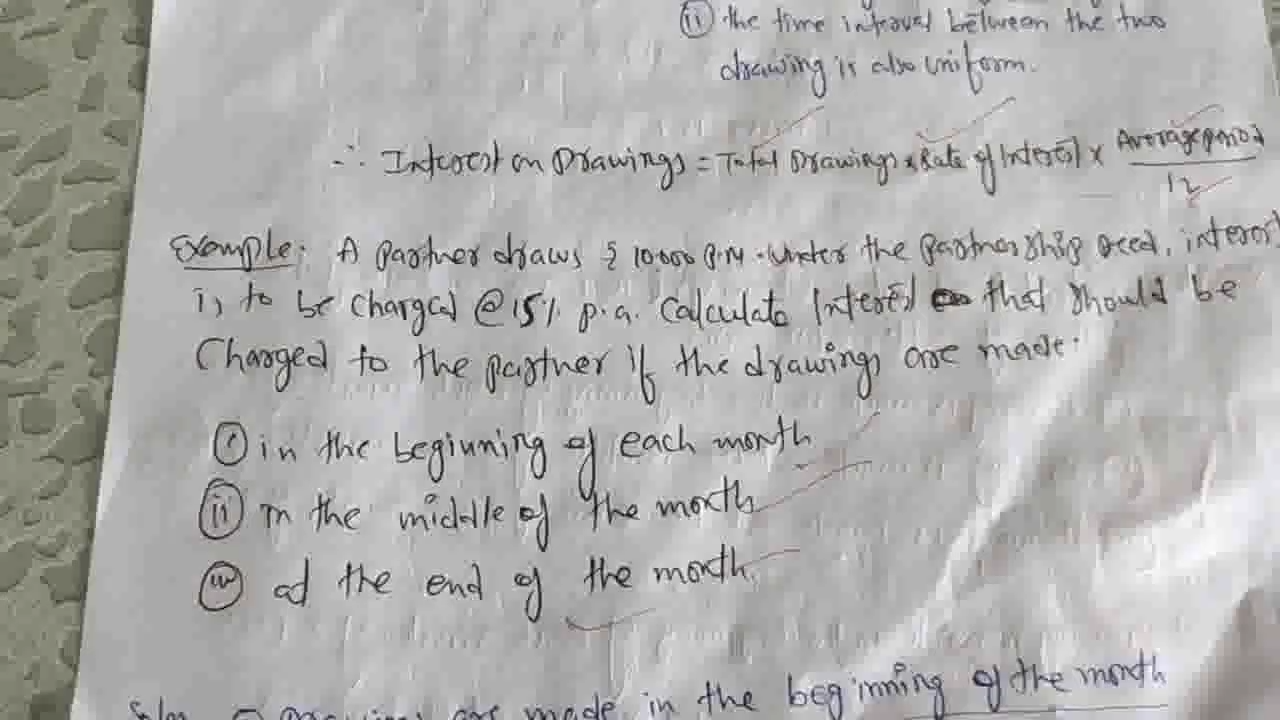 (ii) the time interval between the two
drawing is also uniform.
∴ Interest on Drawings = Total Drawings × Rate of Interest × Average period
12
Example: A partner draws ₹ 10.000 P.M. Under the partnership deed, interest
is to be charged @ 15% p.a. Calculate Interest that should be
Charged to the partner if the drawings are made.
(i) in the beginning of each month
(ii) in the middle of the month
(iii) at the end of the month.
Soln are made in the beginning of the month